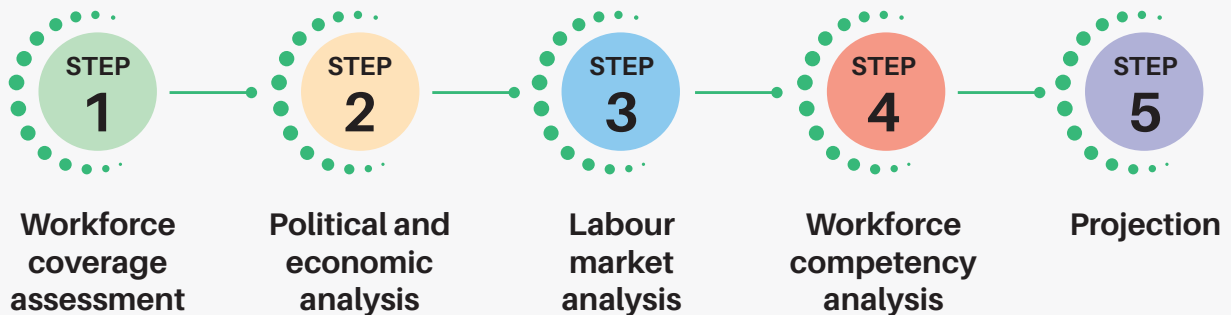 STEP
1
STEP
2
STEP
3
STEP
4
STEP
5
Workforce
coverage
assessment
Political and
economic
analysis
Labour
market
analysis
Workforce
competency
analysis
Projection